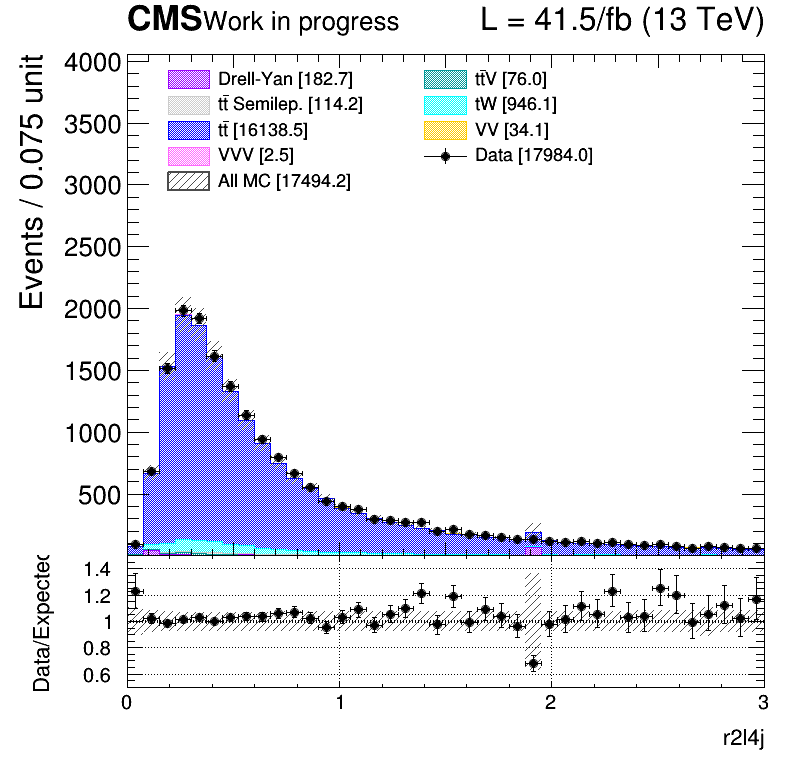 CMS Work in progress L = 41.5/fb (13 TeV)
Events / 0.075 unit
4000
3500
3000
2500
2000
1500
1000
500
Drell-Yan [182.7]
tt̄V [76.0]
tt̄ Semilep. [114.2]
tW [946.1]
tt̄ [16138.5]
VV [34.1]
VVV [2.5]
Data [17984.0]
All MC [17494.2]
Data/Expected
1.4
1.2
1
0.8
0.6
0 1 2 3
r2l4j